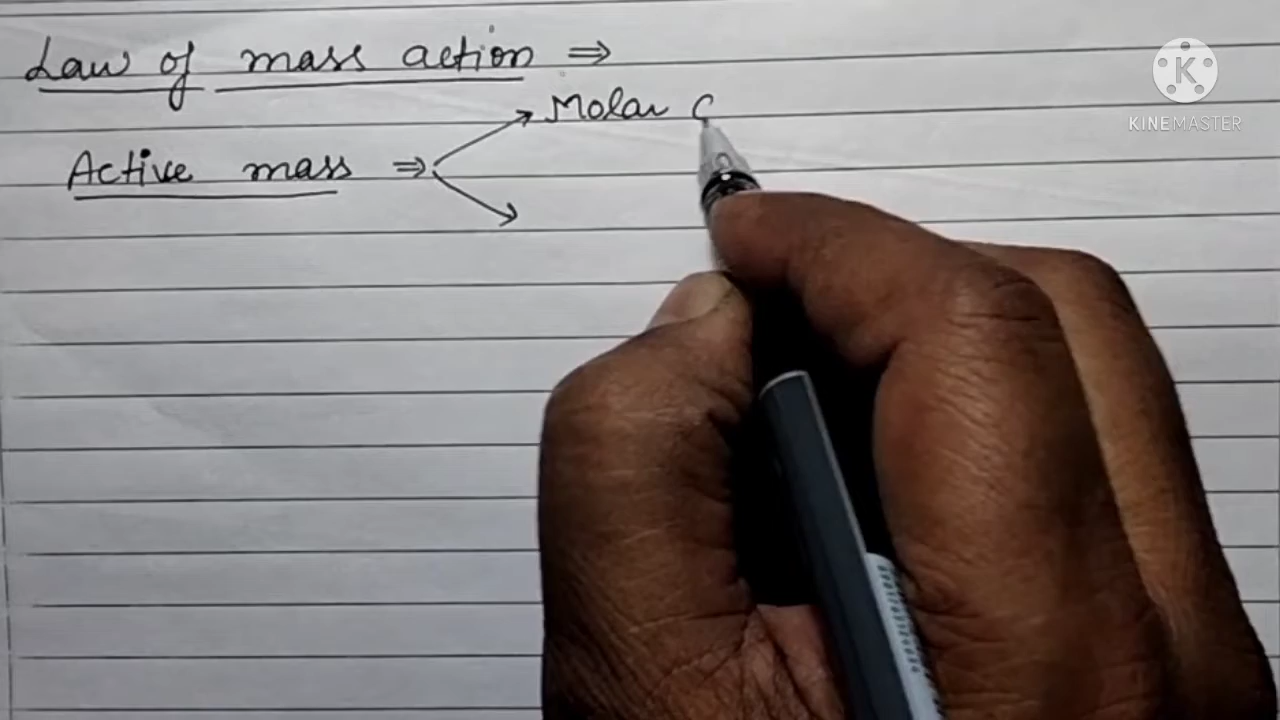 Law of mass action ⇒
Molar C
Active mass ⇒
K
KINEMASTER